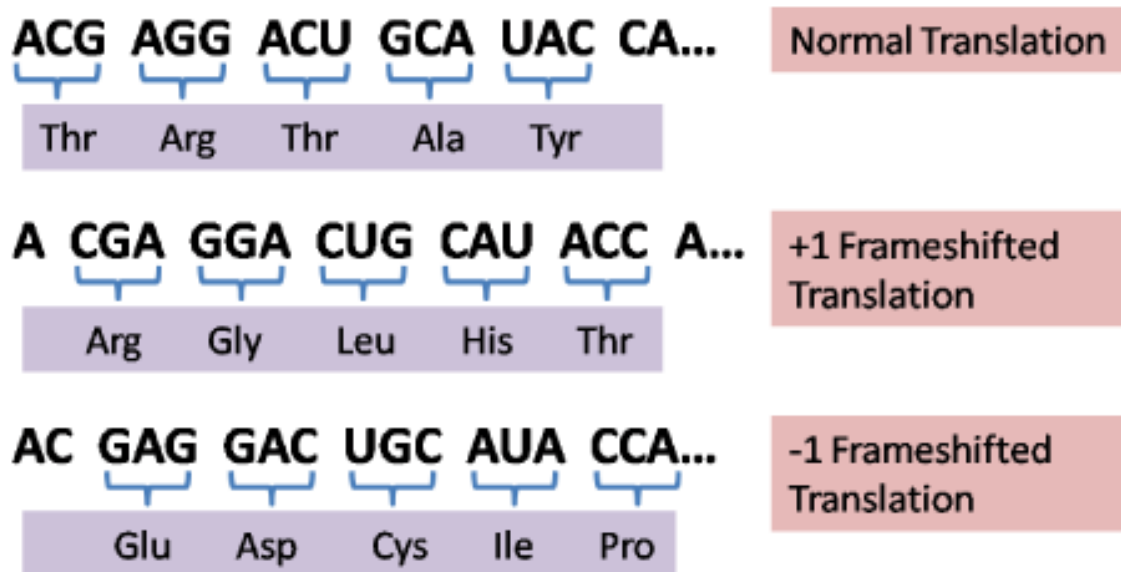 ACG AGG ACU GCA UAC CA...
Normal Translation
Thr Arg Thr Ala Tyr
A CGA GGA CUG CAU ACC A...
+1 Frameshifted
Translation
Arg Gly Leu His Thr
AC GAG GAC UGC AUA CCA...
-1 Frameshifted
Translation
Glu Asp Cys Ile Pro